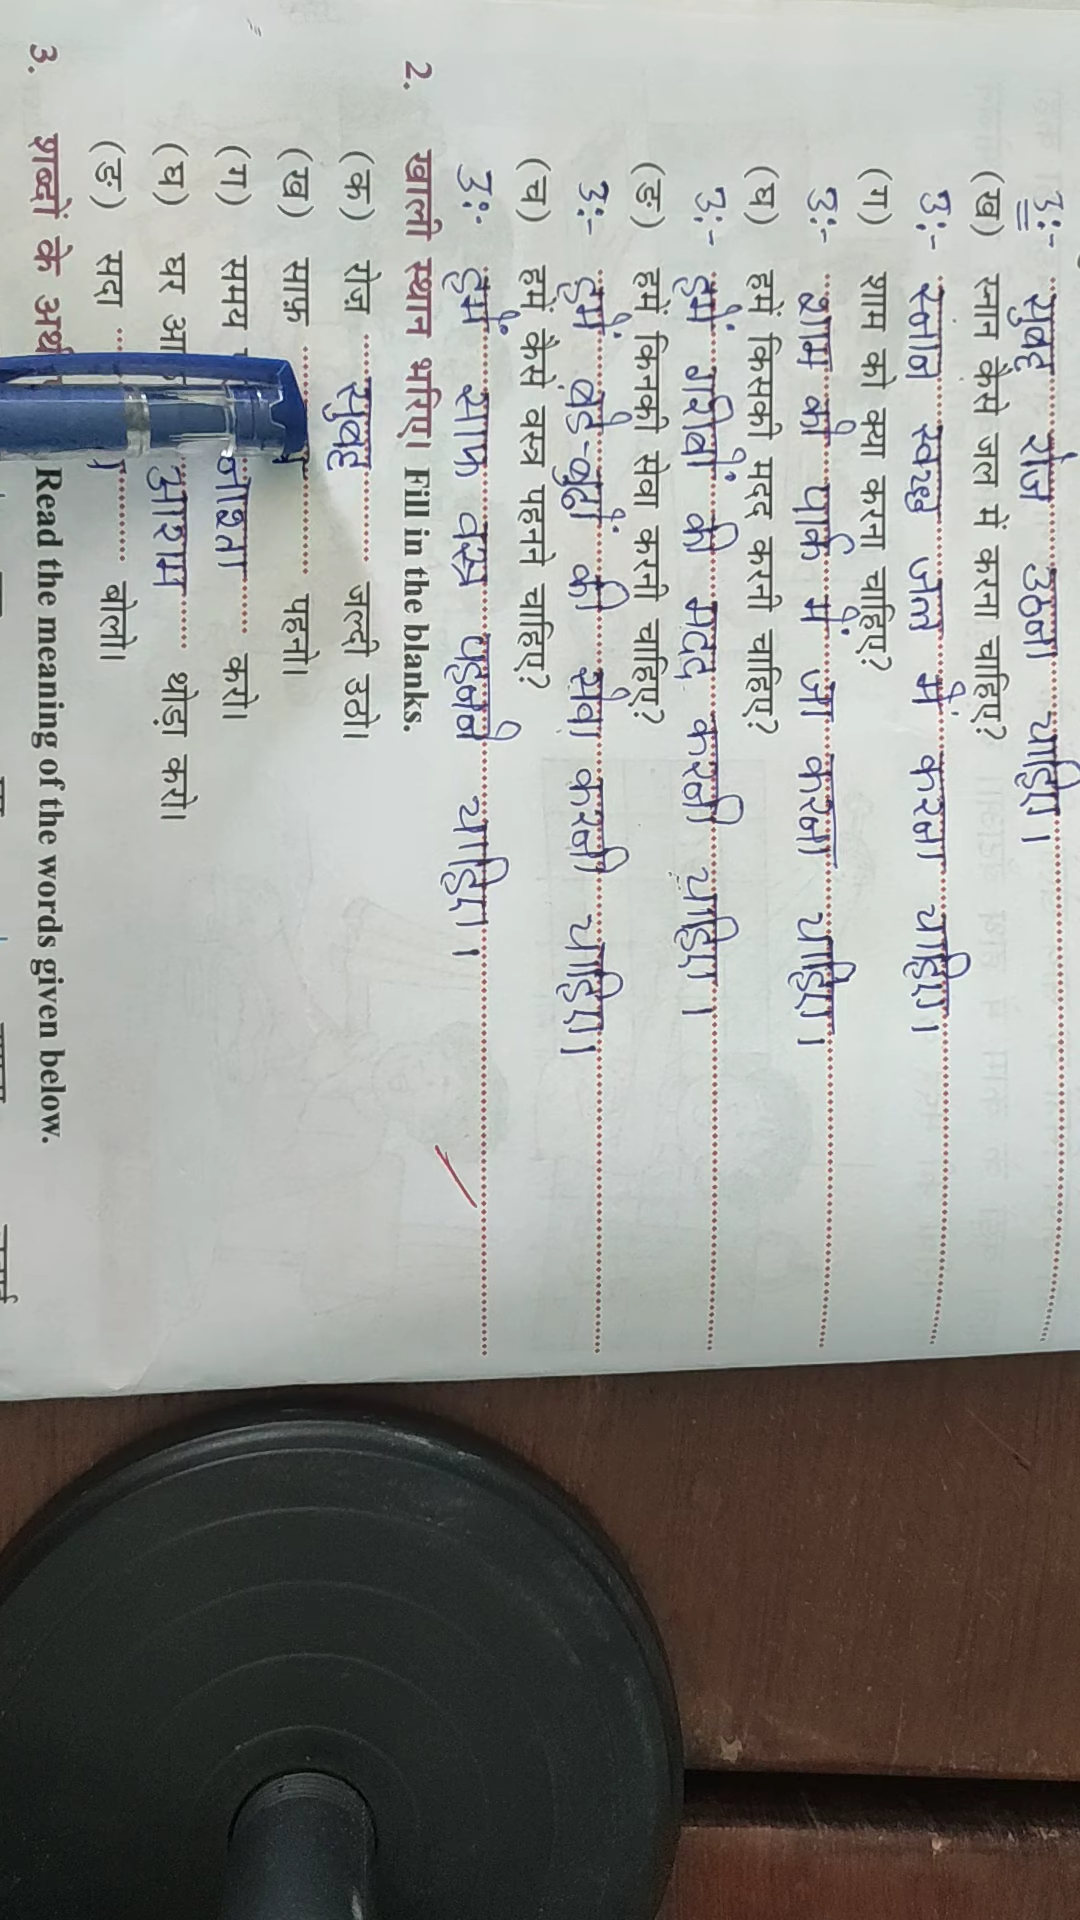 उ:- सुबह रोज उठना चाहिए।
(ख) स्नान कैसे जल में करना चाहिए?
उ:- स्नान स्वच्छ जल में करना चाहिए।
(ग) शाम को क्या करना चाहिए?
उ:- शाम को पार्क में जा करना चाहिए।
(घ) हमें किसकी मदद करनी चाहिए?
उ:- हमें गरिबों की मदद करनी चाहिए।
(ङ) हमें किनकी सेवा करनी चाहिए?
उ:- हमें बड़े-बुढ़ों की सेवा करनी चाहिए।
(च) हमें कैसे वस्त्र पहनने चाहिए?
उ:- हमें साफ वस्त्र पहनने चाहिए।
2. खाली स्थान भरिए। Fill in the blanks.
(क) रोज़ सुबह जल्दी उठो।
(ख) साफ़ पहनो।
(ग) समय नाश्ता करो।
(घ) घर आराम थोड़ा करो।
(ङ) सदा बोलो।
3. शब्दों के Read the meaning of the words given below.